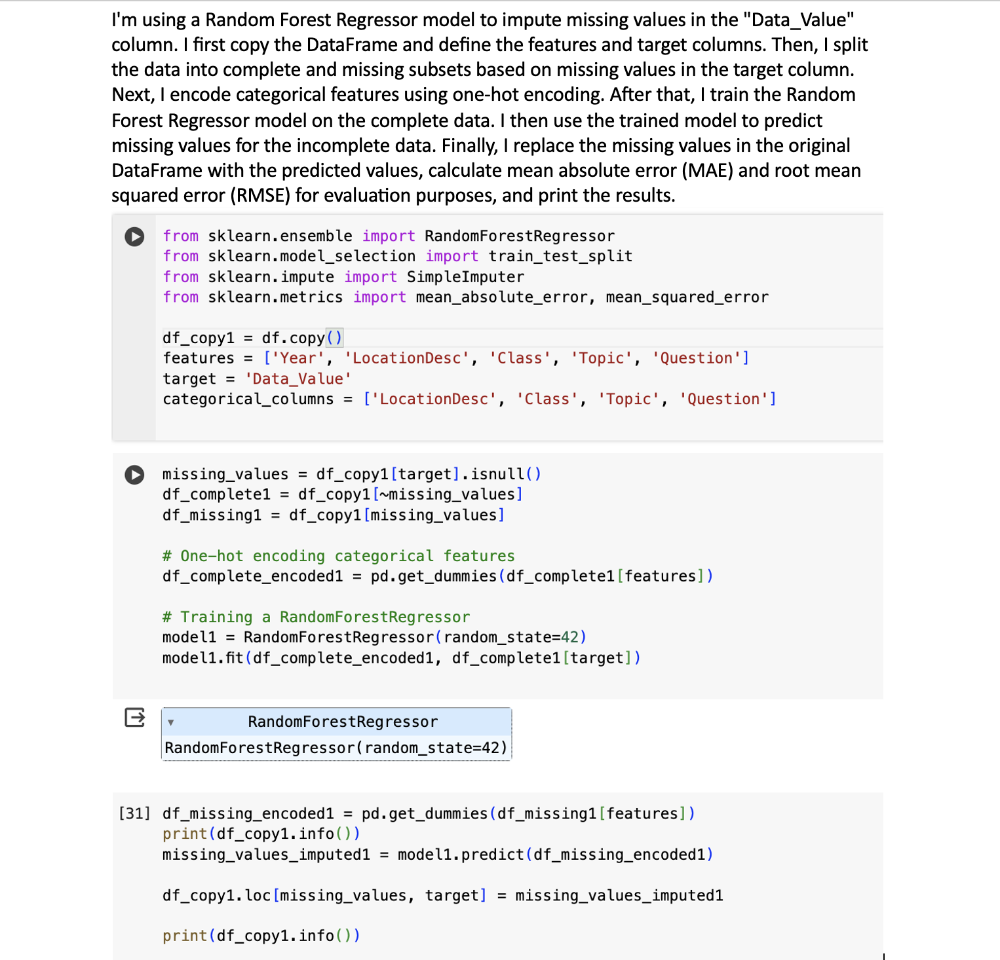 I'm using a Random Forest Regressor model to impute missing values in the "Data_Value"
column. I first copy the DataFrame and define the features and target columns. Then, I split
the data into complete and missing subsets based on missing values in the target column.
Next, I encode categorical features using one-hot encoding. After that, I train the Random
Forest Regressor model on the complete data. I then use the trained model to predict
missing values for the incomplete data. Finally, I replace the missing values in the original
DataFrame with the predicted values, calculate mean absolute error (MAE) and root mean
squared error (RMSE) for evaluation purposes, and print the results.
from sklearn.ensemble import RandomForestRegressor
from sklearn.model_selection import train_test_split
from sklearn.impute import SimpleImputer
from sklearn.metrics import mean_absolute_error, mean_squared_error
df_copy1 = df.copy()
features = ['Year', 'LocationDesc', 'Class', 'Topic', 'Question']
target = 'Data_Value'
categorical_columns = ['LocationDesc', 'Class', 'Topic', 'Question']
missing_values = df_copy1[target].isnull()
df_complete1 = df_copy1[~missing_values]
df_missing1 = df_copy1[missing_values]
# One-hot encoding categorical features
df_complete_encoded1 = pd.get_dummies(df_complete1[features])
# Training a RandomForestRegressor
model1 = RandomForestRegressor(random_state=42)
model1.fit(df_complete_encoded1, df_complete1[target])
▼ RandomForestRegressor
RandomForestRegressor(random_state=42)
[31] df_missing_encoded1 = pd.get_dummies(df_missing1[features])
print(df_copy1.info())
missing_values_imputed1 = model1.predict(df_missing_encoded1)
df_copy1.loc[missing_values, target] = missing_values_imputed1
print(df_copy1.info())